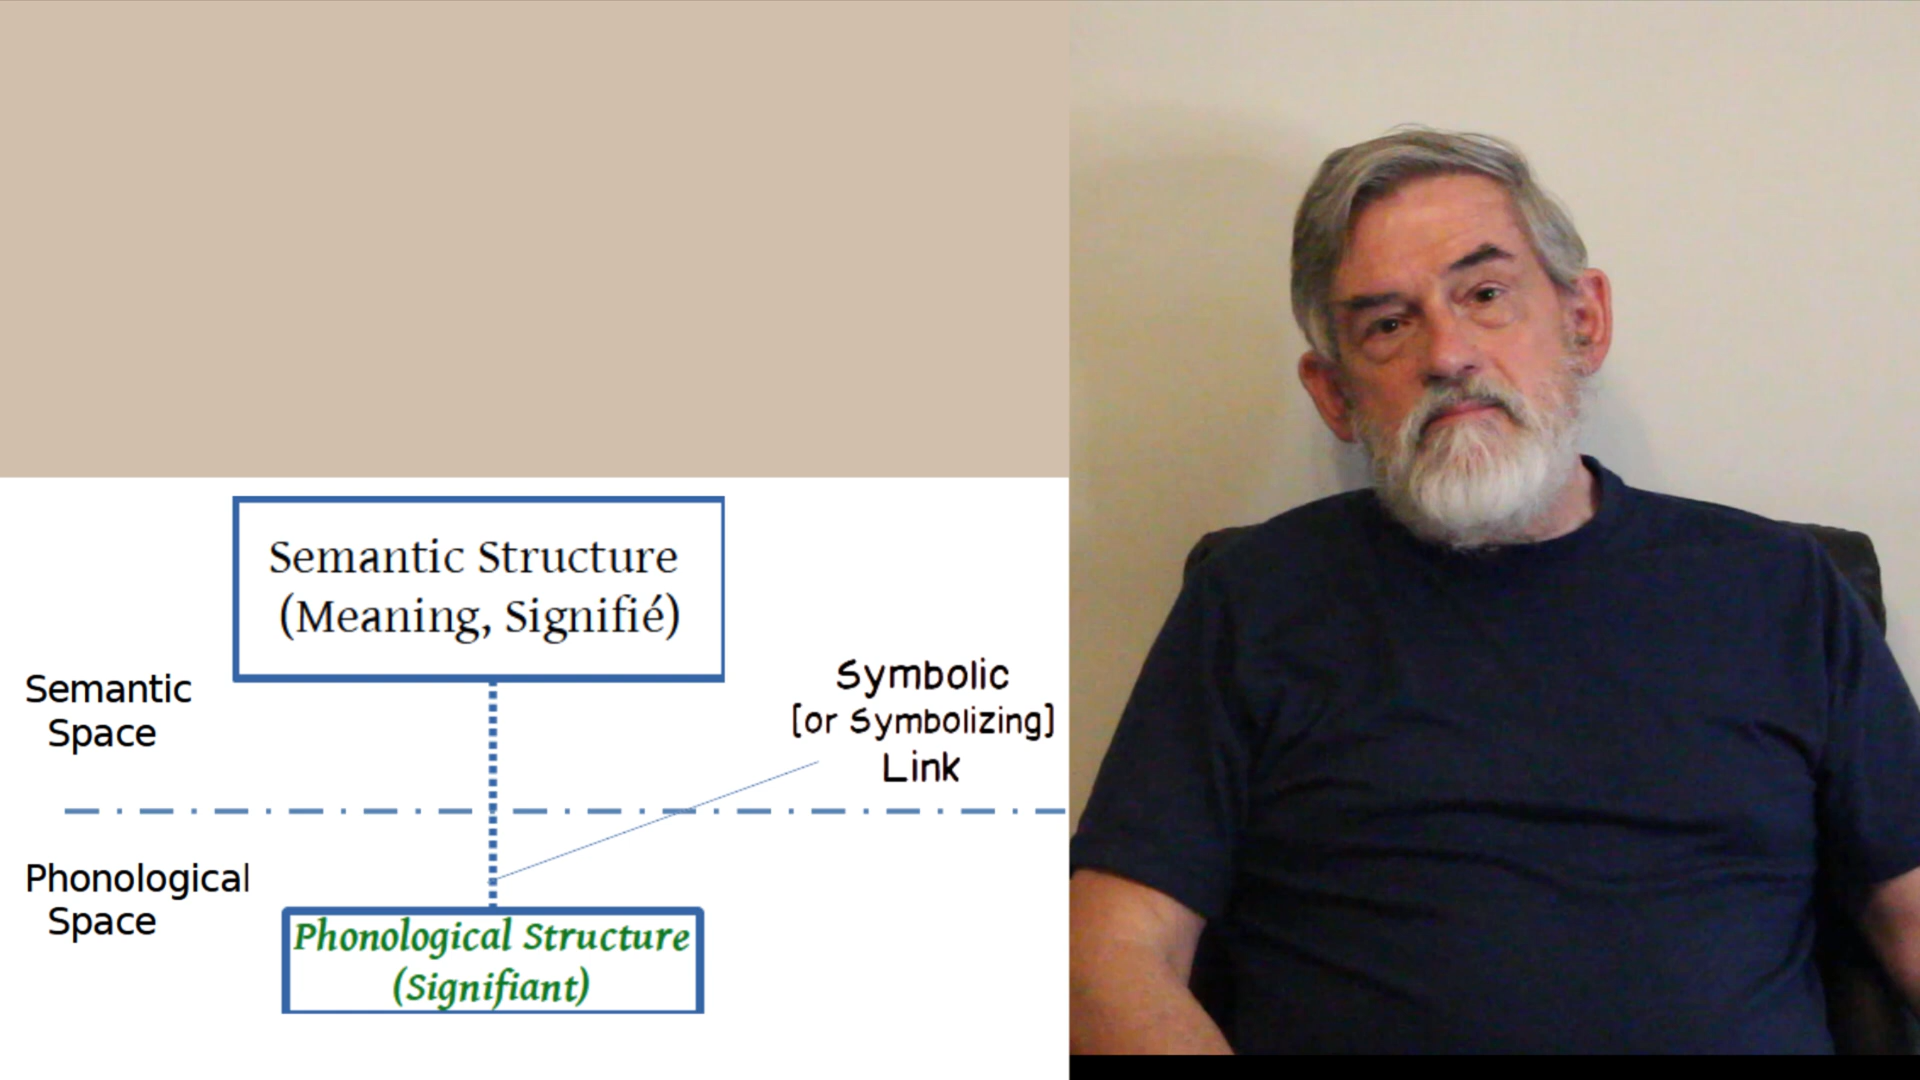 Semantic Structure
(Meaning, Signifié)
Semantic
Space
Symbolic
[or Symbolizing]
Link
Phonological
Space
Phonological Structure
(Signifiant)